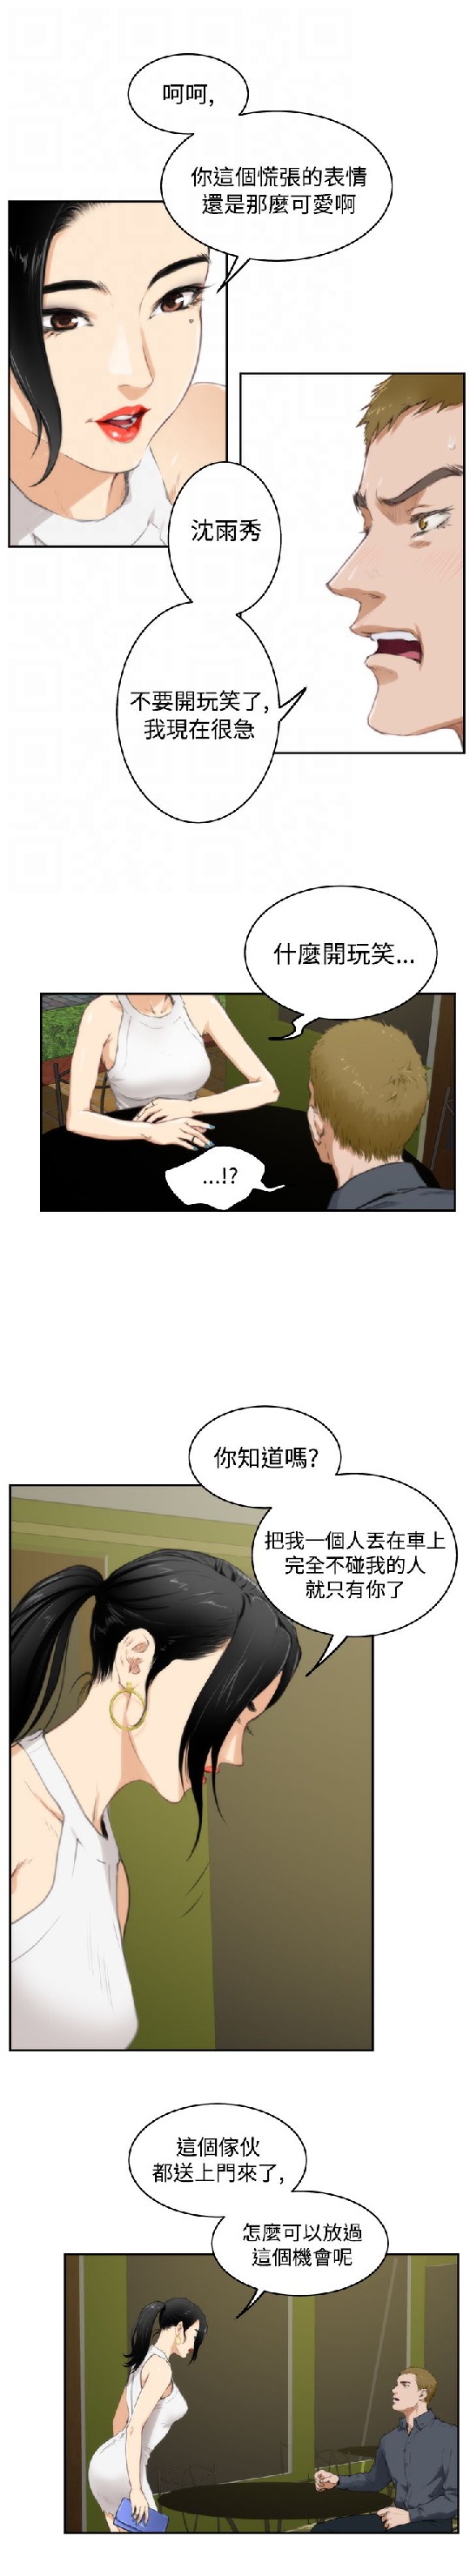 呵呵,
你這個慌張的表情
還是那麼可愛啊
沈雨秀
不要開玩笑了,
我現在很急
什麼開玩笑...
...!?
你知道嗎?
把我一個人丟在車上
完全不碰我的人
就只有你了
這個傢伙
都送上門來了,
怎麼可以放過
這個機會呢